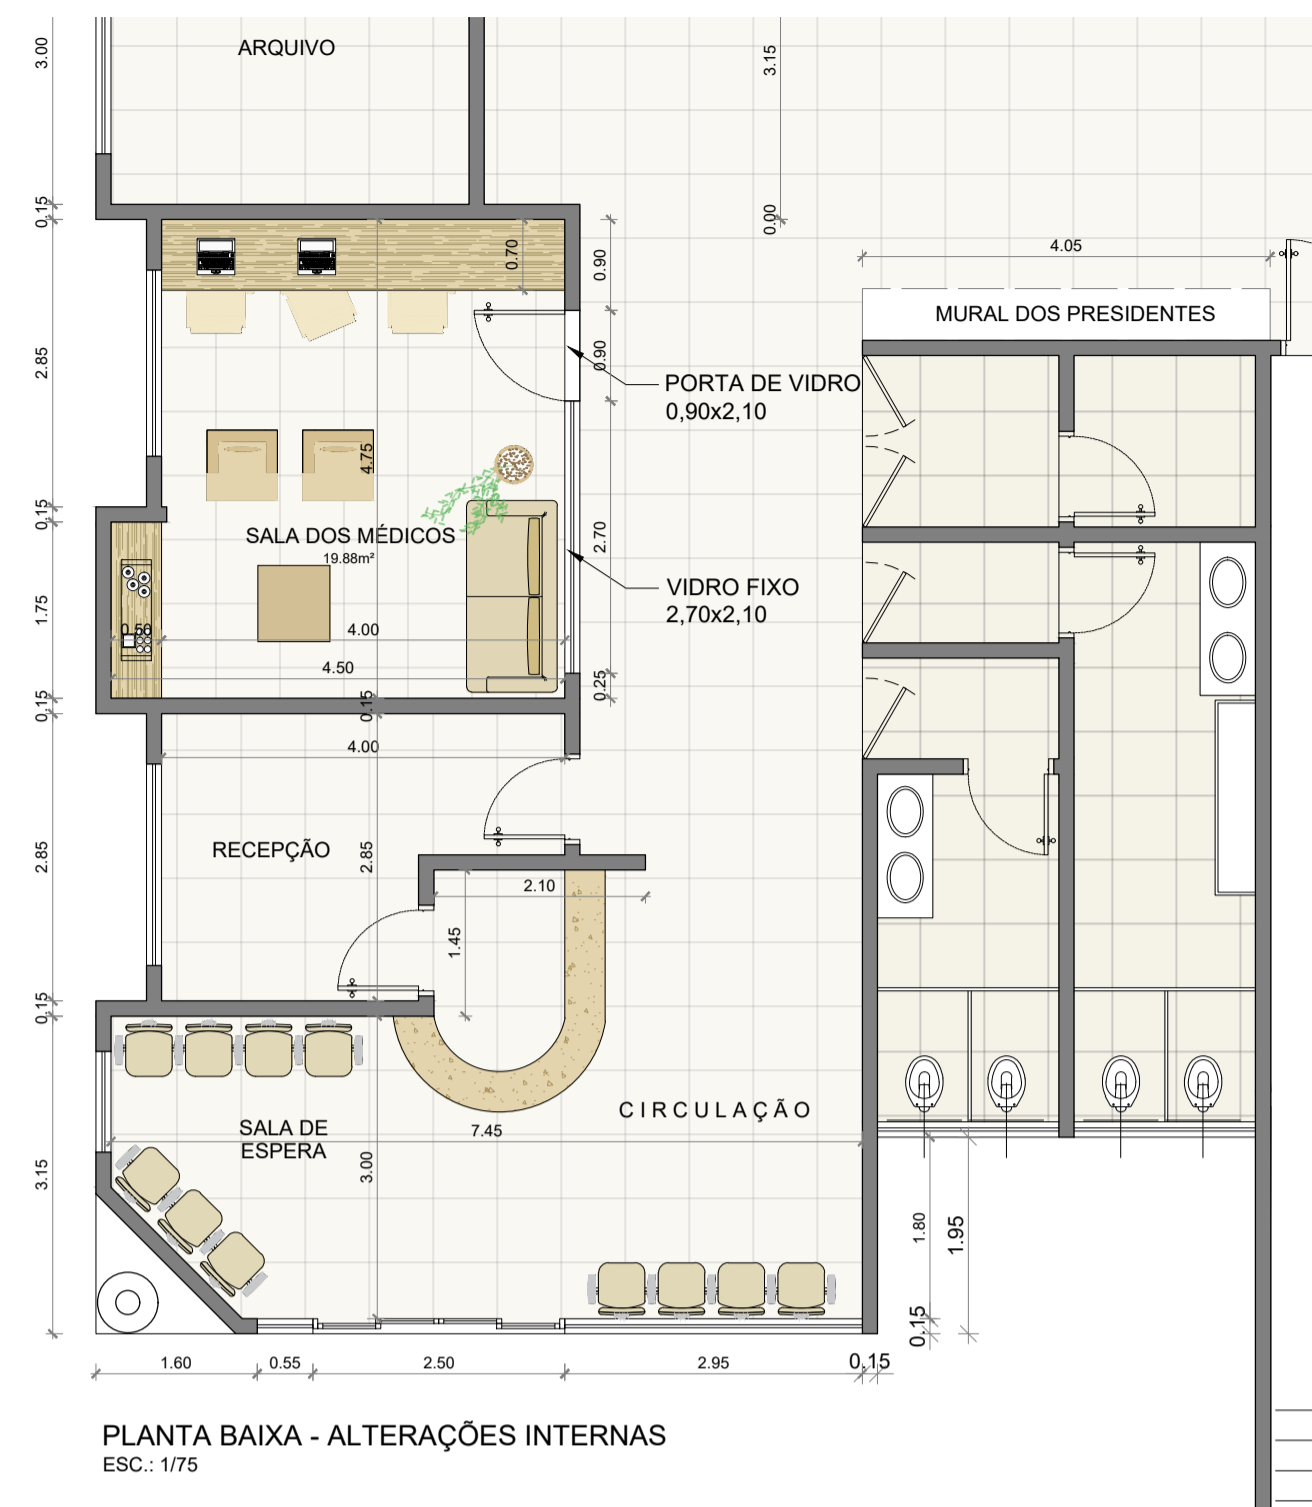 3.00
ARQUIVO
3.15
0.15
0.00
4.05
0.70
0.90
MURAL DOS PRESIDENTES
2.85
0.90
PORTA DE VIDRO
0,90x2,10
4.75
0.15
SALA DOS MÉDICOS
19.88m²
2.70
VIDRO FIXO
2,70x2,10
1.75
0.50
4.00
4.50
0.25
0.15
0.15
4.00
RECEPÇÃO
2.85
2.85
2.10
1.45
0.15
CIRCULAÇÃO
SALA DE
ESPERA
7.45
3.15
3.00
1.80
1.95
0.15
1.60
0.55
2.50
2.95
0.15
PLANTA BAIXA - ALTERAÇÕES INTERNAS
ESC.: 1/75